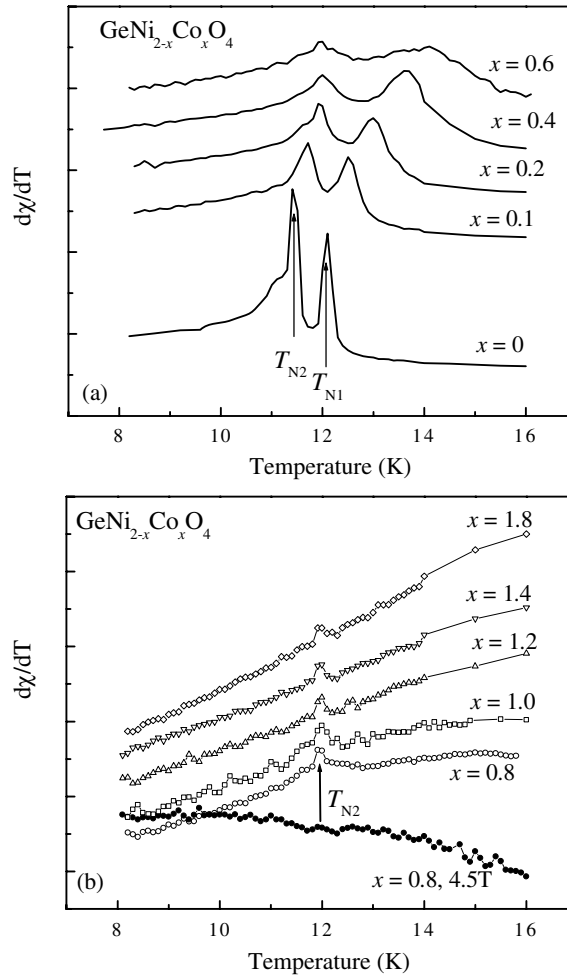 GeNi2-xCoxO4
x = 0.6
x = 0.4
x = 0.2
x = 0.1
x = 0
TN2
TN1
dχ/dT
(a)
8 10 12 14 16
Temperature (K)
GeNi2-xCoxO4
x = 1.8
x = 1.4
x = 1.2
x = 1.0
x = 0.8
TN2
x = 0.8, 4.5T
dχ/dT
(b)
8 10 12 14 16
Temperature (K)